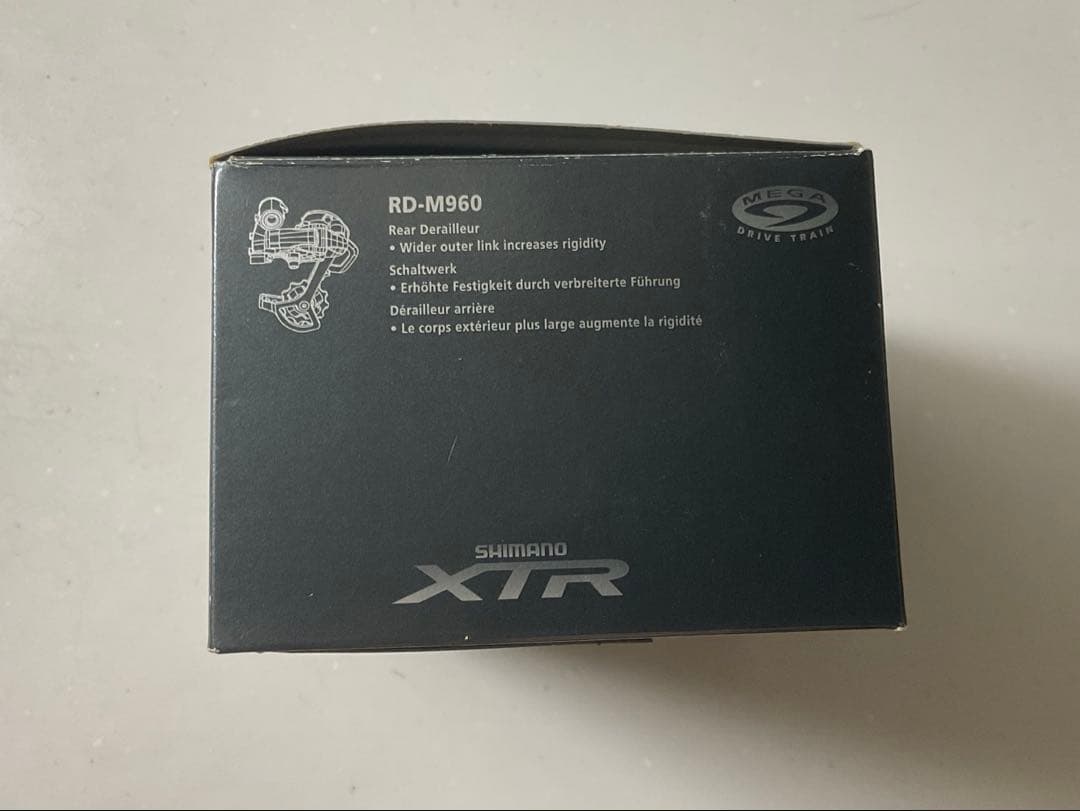 RD-M960
Rear Derailleur
• Wider outer link increases rigidity
Schaltwerk
• Erhöhte Festigkeit durch verbreiterte Führung
Dérailleur arrière
• Le corps extérieur plus large augmente la rigidité
MEGA
9
DRIVE TRAIN
SHIMANO
XTR